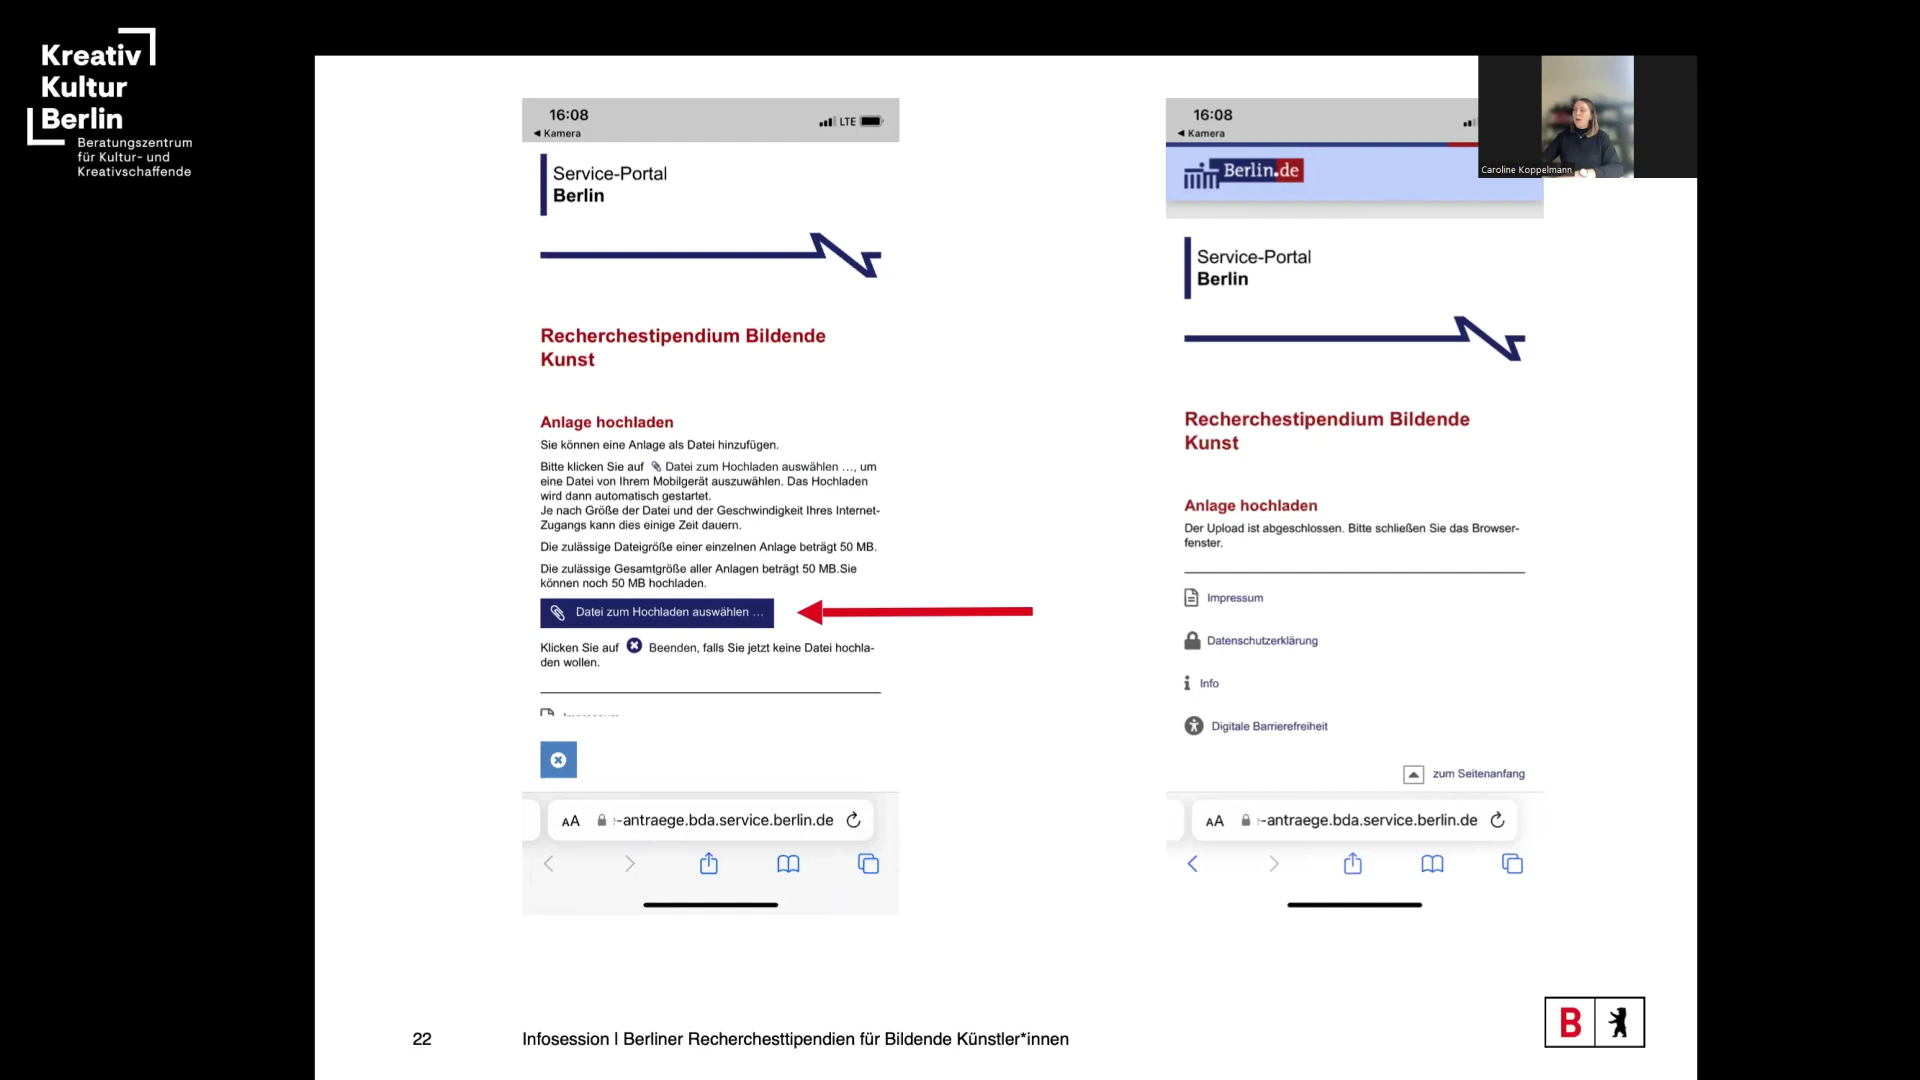 Kreativ
Kultur
Berlin
Beratungszentrum
für Kultur- und
Kreativschaffende
16:08
LTE
Kamera
Service-Portal
Berlin
Recherchestipendium Bildende
Kunst
Anlage hochladen
Sie können eine Anlage als Datei hinzufügen.
Bitte klicken Sie auf Datei zum Hochladen auswählen ..., um
eine Datei von Ihrem Mobilgerät auszuwählen. Das Hochladen
wird dann automatisch gestartet.
Je nach Größe der Datei und der Geschwindigkeit Ihres Internet-
Zugangs kann dies einige Zeit dauern.
Die zulässige Dateigröße einer einzelnen Anlage beträgt 50 MB.
Die zulässige Gesamtgröße aller Anlagen beträgt 50 MB.Sie
können noch 50 MB hochladen.
Datei zum Hochladen auswählen ...
Klicken Sie auf Beenden, falls Sie jetzt keine Datei hochla-
den wollen.
AA -antraege.bda.service.berlin.de
16:08
Kamera
Berlin.de
Service-Portal
Berlin
Recherchestipendium Bildende
Kunst
Anlage hochladen
Der Upload ist abgeschlossen. Bitte schließen Sie das Browser-
fenster.
Impressum
Datenschutzerklärung
Info
Digitale Barrierefreiheit
zum Seitenanfang
AA -antraege.bda.service.berlin.de
Caroline Koppelmann
22
Infosession | Berliner Recherchesttipendien für Bildende Künstler*innen
B